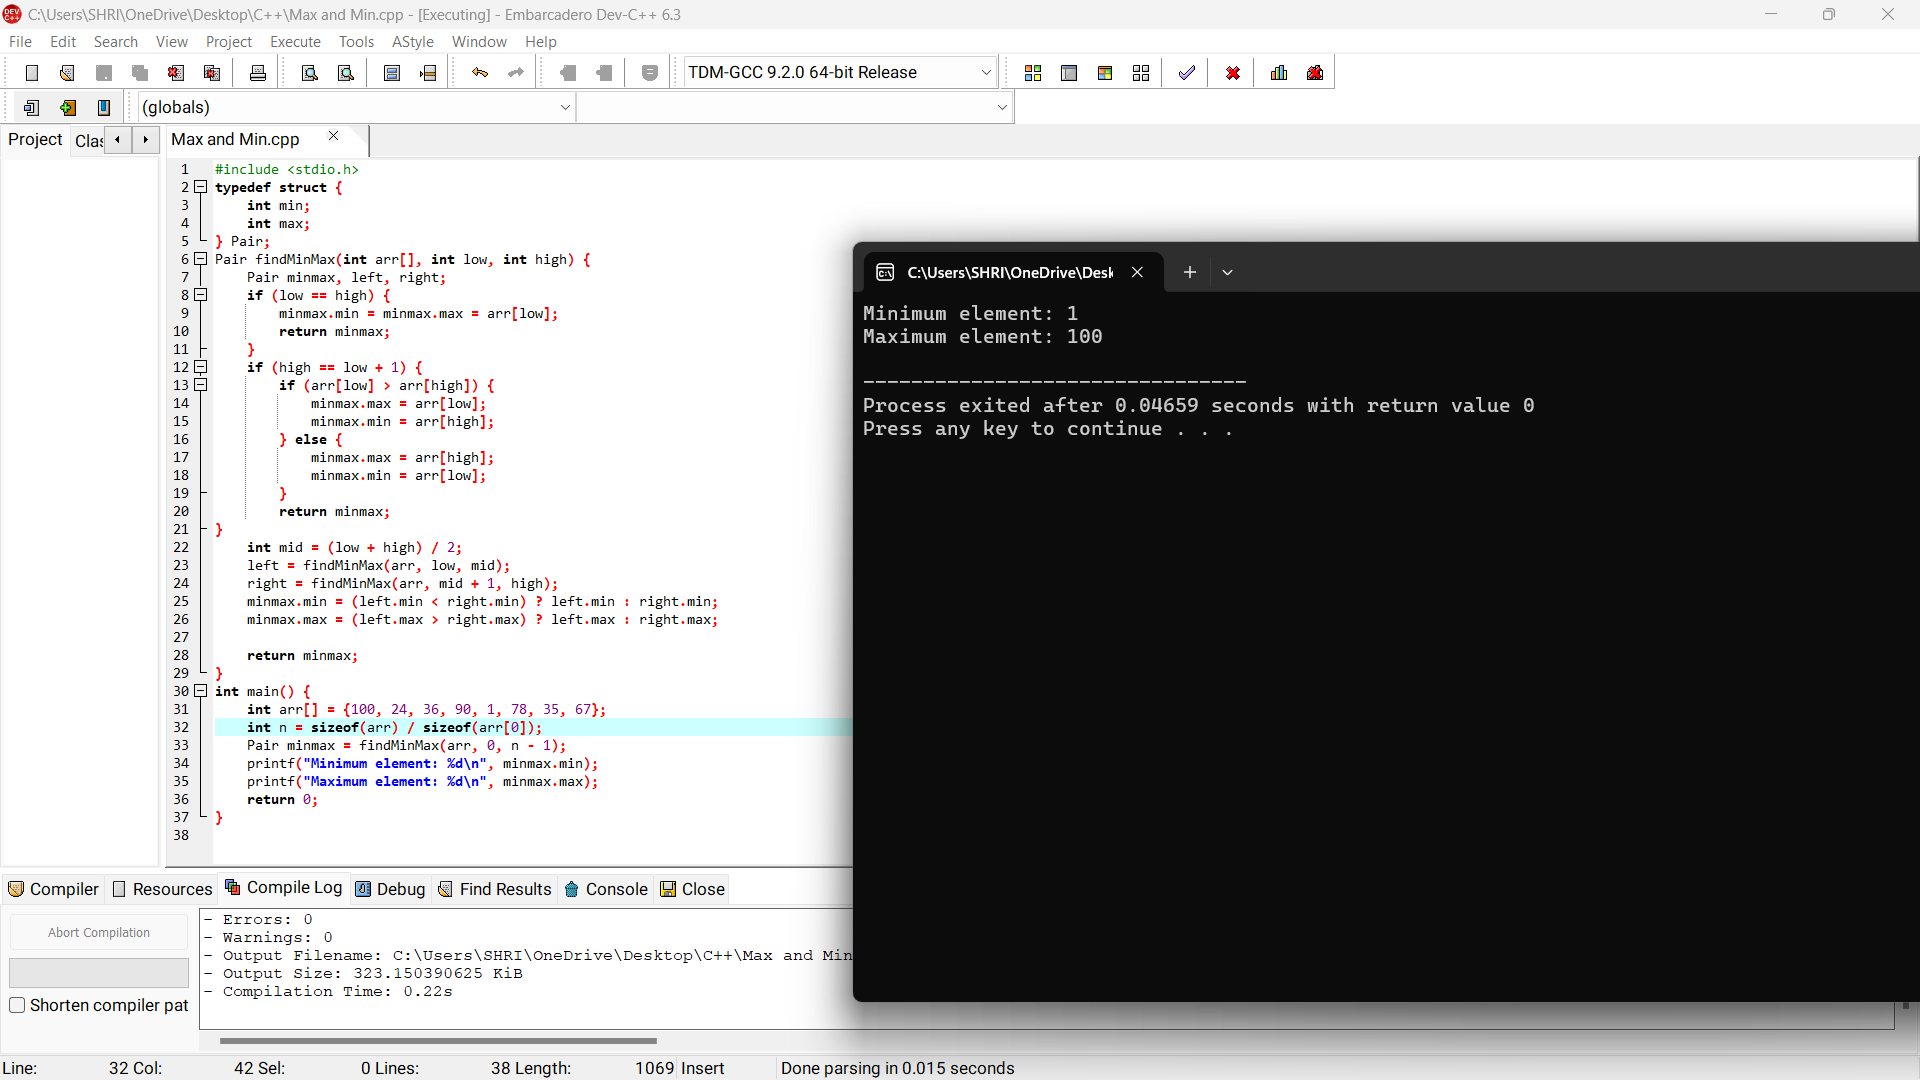 C:\Users\SHRI\OneDrive\Desktop\C++\Max and Min.cpp - [Executing] - Embarcadero Dev-C++ 6.3
File Edit Search View Project Execute Tools AStyle Window Help
TDM-GCC 9.2.0 64-bit Release
(globals)
Project Clas Max and Min.cpp
1 #include <stdio.h>
2 typedef struct {
3 int min;
4 int max;
5 } Pair;
6 Pair findMinMax(int arr[], int low, int high) {
7 Pair minmax, left, right;
8 if (low == high) {
9 minmax.min = minmax.max = arr[low];
10 return minmax;
11 }
12 if (high == low + 1) {
13 if (arr[low] > arr[high]) {
14 minmax.max = arr[low];
15 minmax.min = arr[high];
16 } else {
17 minmax.max = arr[high];
18 minmax.min = arr[low];
19 }
20 return minmax;
21 }
22 int mid = (low + high) / 2;
23 left = findMinMax(arr, low, mid);
24 right = findMinMax(arr, mid + 1, high);
25 minmax.min = (left.min < right.min) ? left.min : right.min;
26 minmax.max = (left.max > right.max) ? left.max : right.max;
27
28 return minmax;
29 }
30 int main() {
31 int arr[] = {100, 24, 36, 90, 1, 78, 35, 67};
32 int n = sizeof(arr) / sizeof(arr[0]);
33 Pair minmax = findMinMax(arr, 0, n - 1);
34 printf("Minimum element: %d\n", minmax.min);
35 printf("Maximum element: %d\n", minmax.max);
36 return 0;
37 }
38
C:\Users\SHRI\OneDrive\Desk
Minimum element: 1
Maximum element: 100
--------------------------------
Process exited after 0.04659 seconds with return value 0
Press any key to continue . . .
Compiler Resources Compile Log Debug Find Results Console Close
Abort Compilation
Shorten compiler pat
- Errors: 0
- Warnings: 0
- Output Filename: C:\Users\SHRI\OneDrive\Desktop\C++\Max and Min
- Output Size: 323.150390625 KiB
- Compilation Time: 0.22s
Line: 32 Col: 42 Sel: 0 Lines: 38 Length: 1069 Insert Done parsing in 0.015 seconds